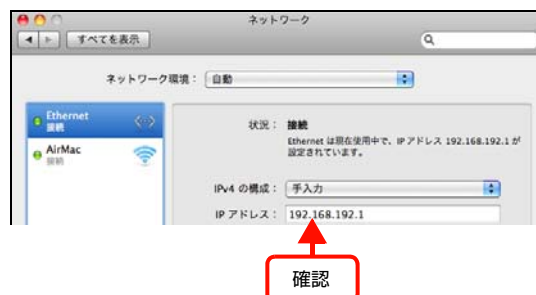 ネットワーク
すべてを表示
ネットワーク環境： 自動
Ethernet
接続
AirMac
接続
状況： 接続
Ethernet は現在使用中で、IP アドレス 192.168.192.1 が
設定されています。
IPv4 の構成： 手入力
IP アドレス： 192.168.192.1
確認